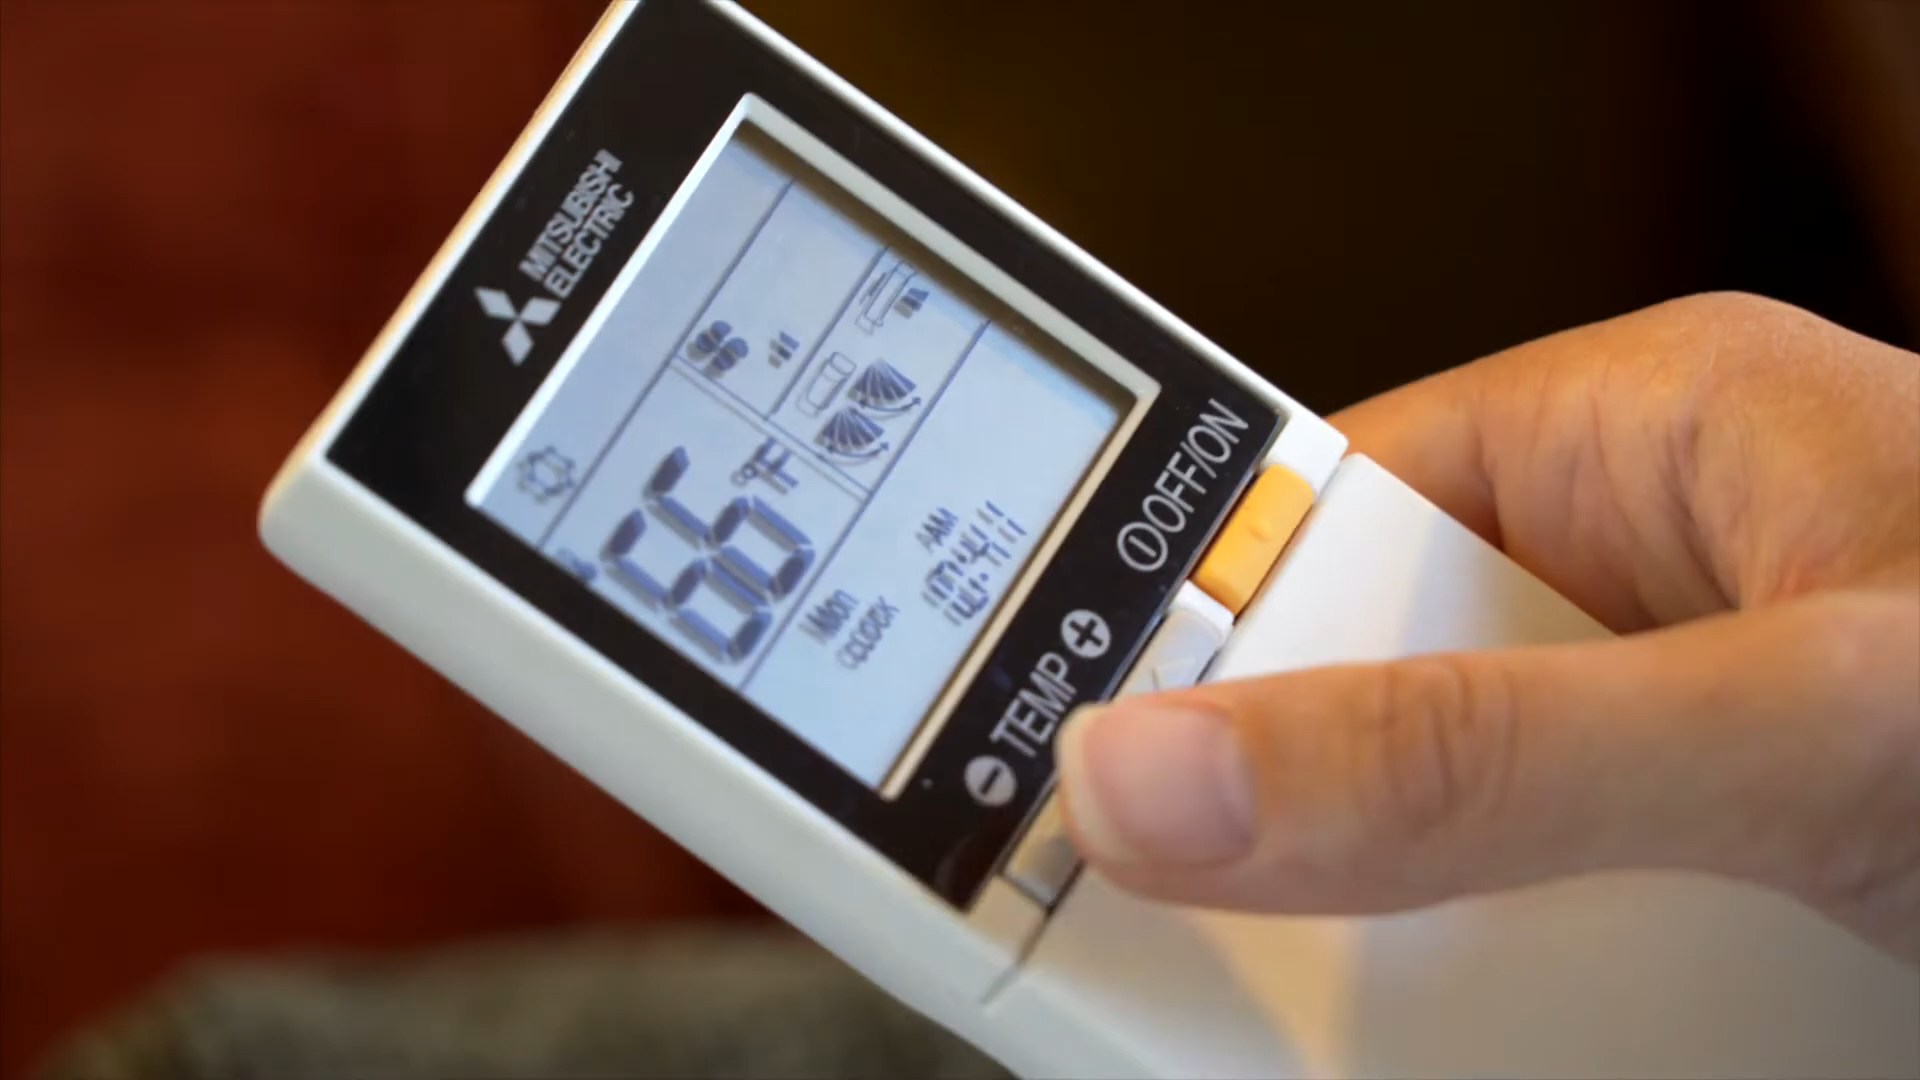 MITSUBISHI
ELECTRIC
66°F
AM
Mon
CLOCK
OFF/ON
TEMP